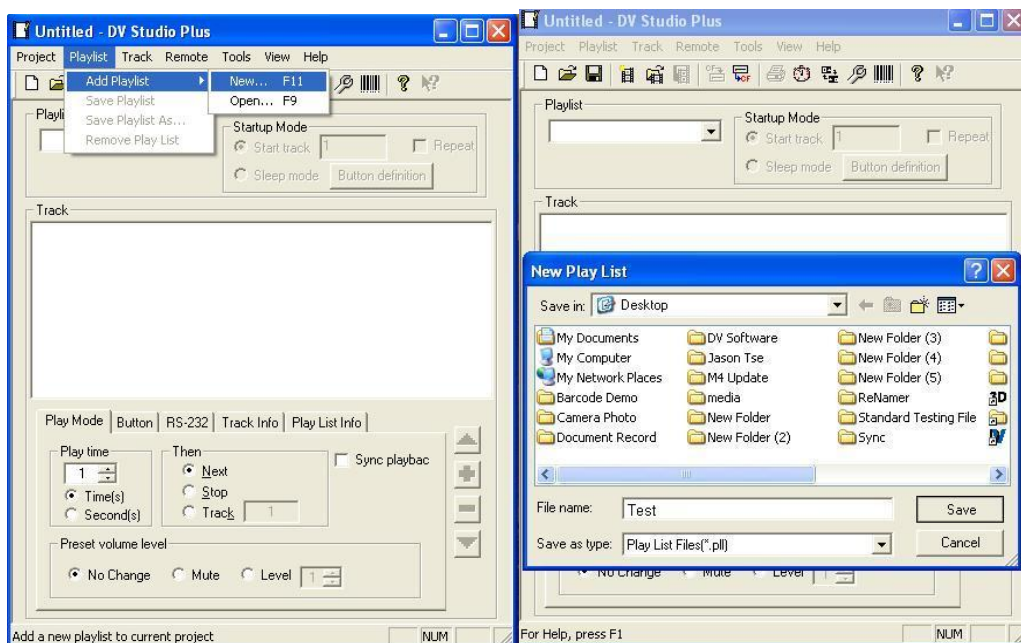 Untitled - DV Studio Plus
Project Playlist Track Remote Tools View Help
Add Playlist
New... F11
Open... F9
Save Playlist
Save Playlist As...
Remove Play List
Playli
Startup Mode
Start track 1 Repeat
Sleep mode Button definition
Track
Play Mode Button RS-232 Track Info Play List Info
Play time
1
Time(s)
Second(s)
Then
Next
Stop
Track 1
Sync playbac
Preset volume level
No Change Mute Level 1
Add a new playlist to current project NUM
Untitled - DV Studio Plus
Project Playlist Track Remote Tools View Help
Playlist
Startup Mode
Start track 1 Repeat
Sleep mode Button definition
Track
New Play List
Save in: Desktop
My Documents DV Software New Folder (3)
My Computer Jason Tse New Folder (4)
My Network Places M4 Update New Folder (5)
Barcode Demo media ReNamer 3D
Camera Photo New Folder Standard Testing File
Document Record New Folder (2) Sync
File name: Test Save
Save as type: Play List Files(*.pll) Cancel
No Change Mute Level 1
For Help, press F1 NUM